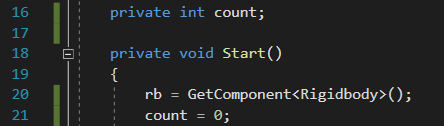 16 private int count;
17
18 private void Start()
19 {
20 rb = GetComponent<Rigidbody>();
21 count = 0;